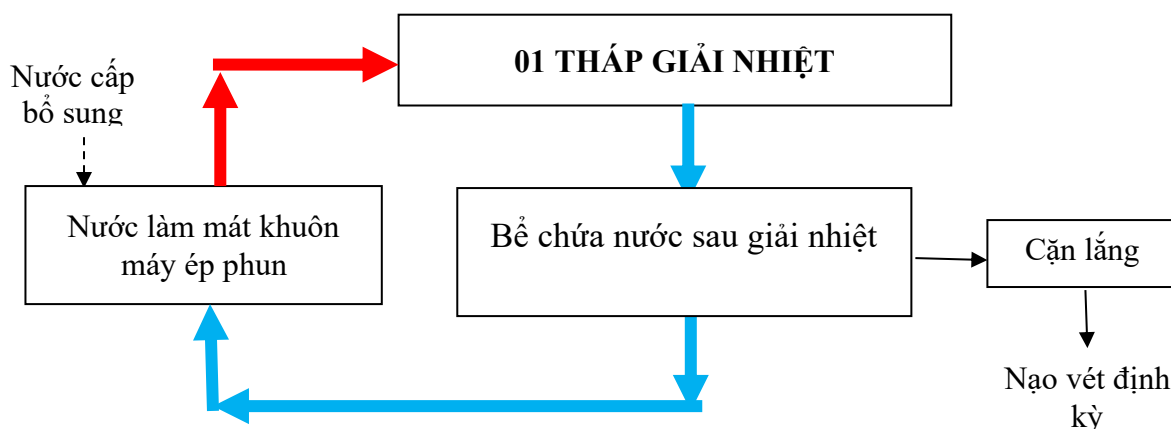 01 THÁP GIẢI NHIỆT
Nước cấp
bổ sung
Nước làm mát khuôn
máy ép phun
Bể chứa nước sau giải nhiệt
Cặn lắng
Nạo vét định
kỳ